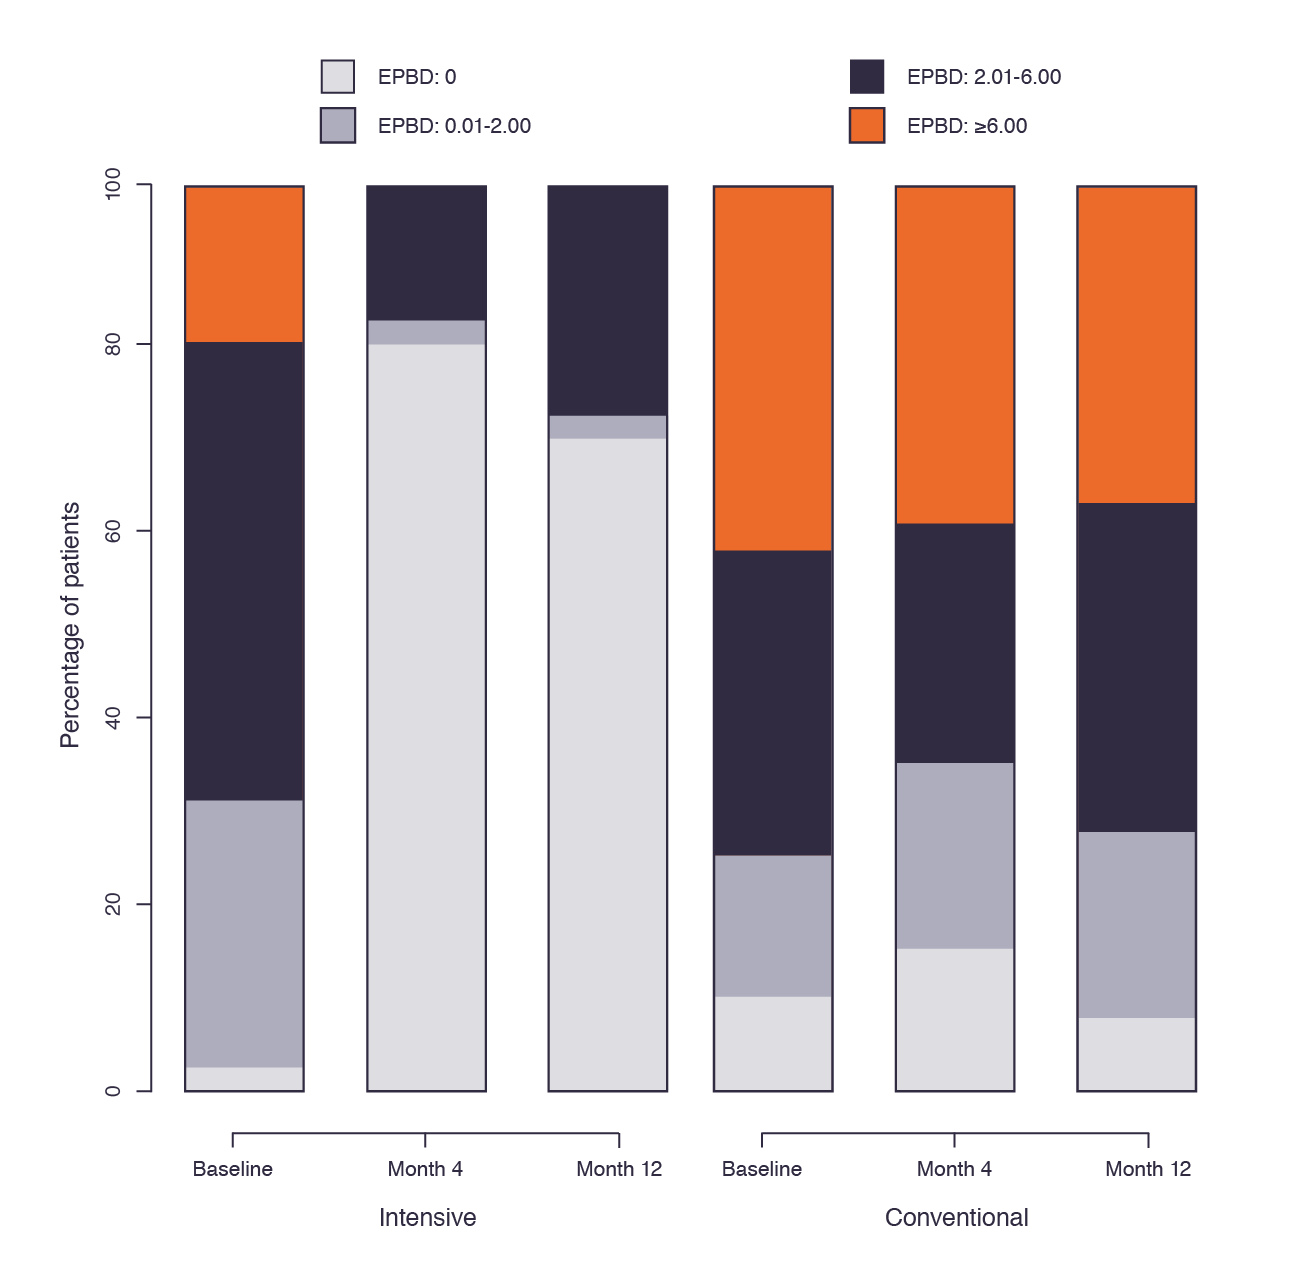 EPBD: 0
EPBD: 2.01-6.00
EPBD: 0.01-2.00
EPBD: ≥6.00
100
80
60
40
20
0
Percentage of patients
Baseline
Month 4
Month 12
Baseline
Month 4
Month 12
Intensive
Conventional